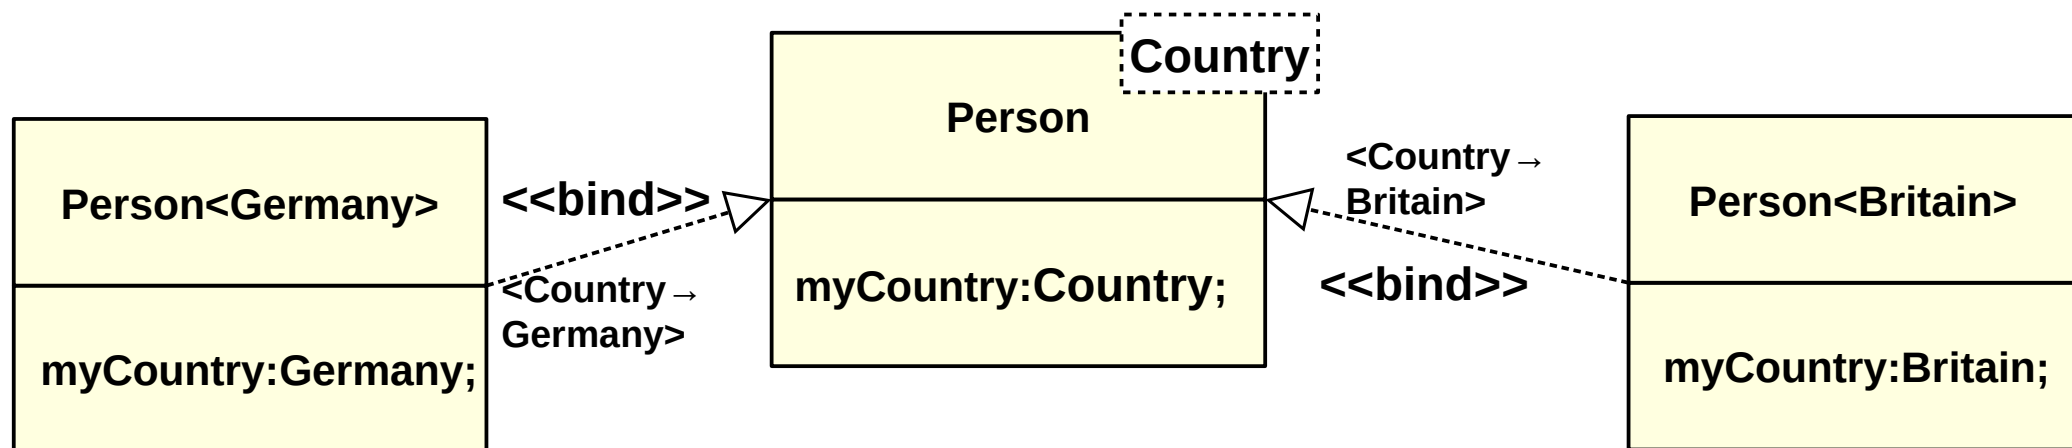 Country
Person
myCountry:Country;
Person<Germany>
myCountry:Germany;
<<bind>>
<Country→
Germany>
<Country→
Britain>
<<bind>>
Person<Britain>
myCountry:Britain;